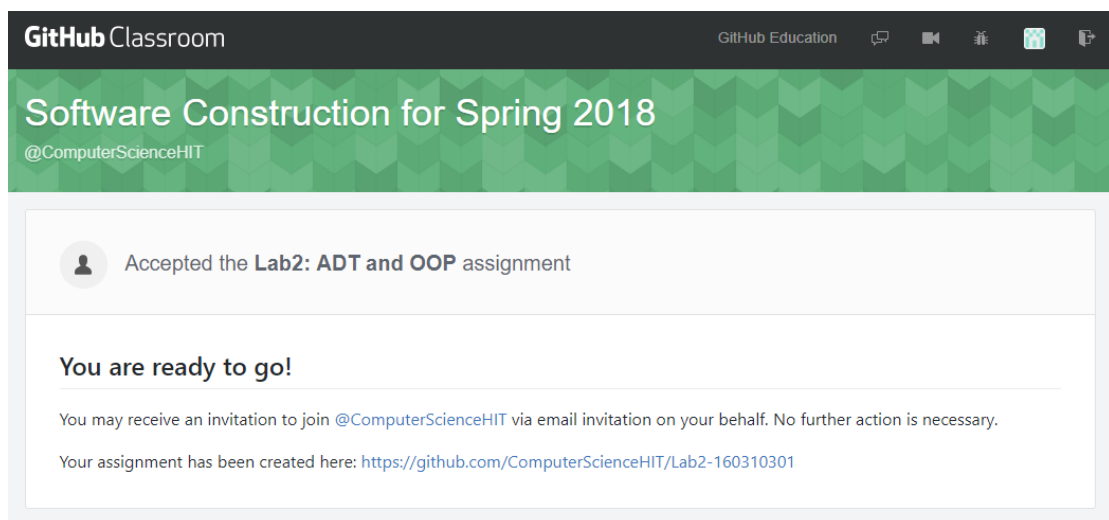 GitHub Classroom
GitHub Education
Software Construction for Spring 2018
@ComputerScienceHIT
Accepted the Lab2: ADT and OOP assignment
You are ready to go!
You may receive an invitation to join @ComputerScienceHIT via email invitation on your behalf. No further action is necessary.
Your assignment has been created here: https://github.com/ComputerScienceHIT/Lab2-160310301